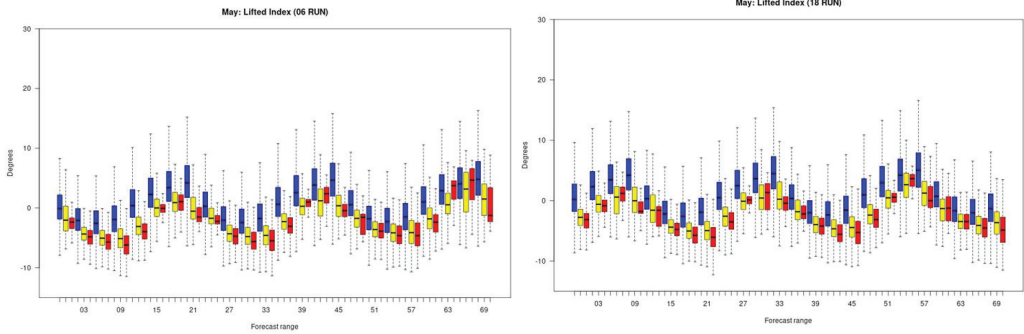 May: Lifted Index (06 RUN)
30
20
10
0
-10
Degrees
03 09 15 21 27 33 39 45 51 57 63 69
Forecast range
May: Lifted Index (18 RUN)
30
20
10
0
-10
Degrees
03 09 15 21 27 33 39 45 51 57 63 69
Forecast range